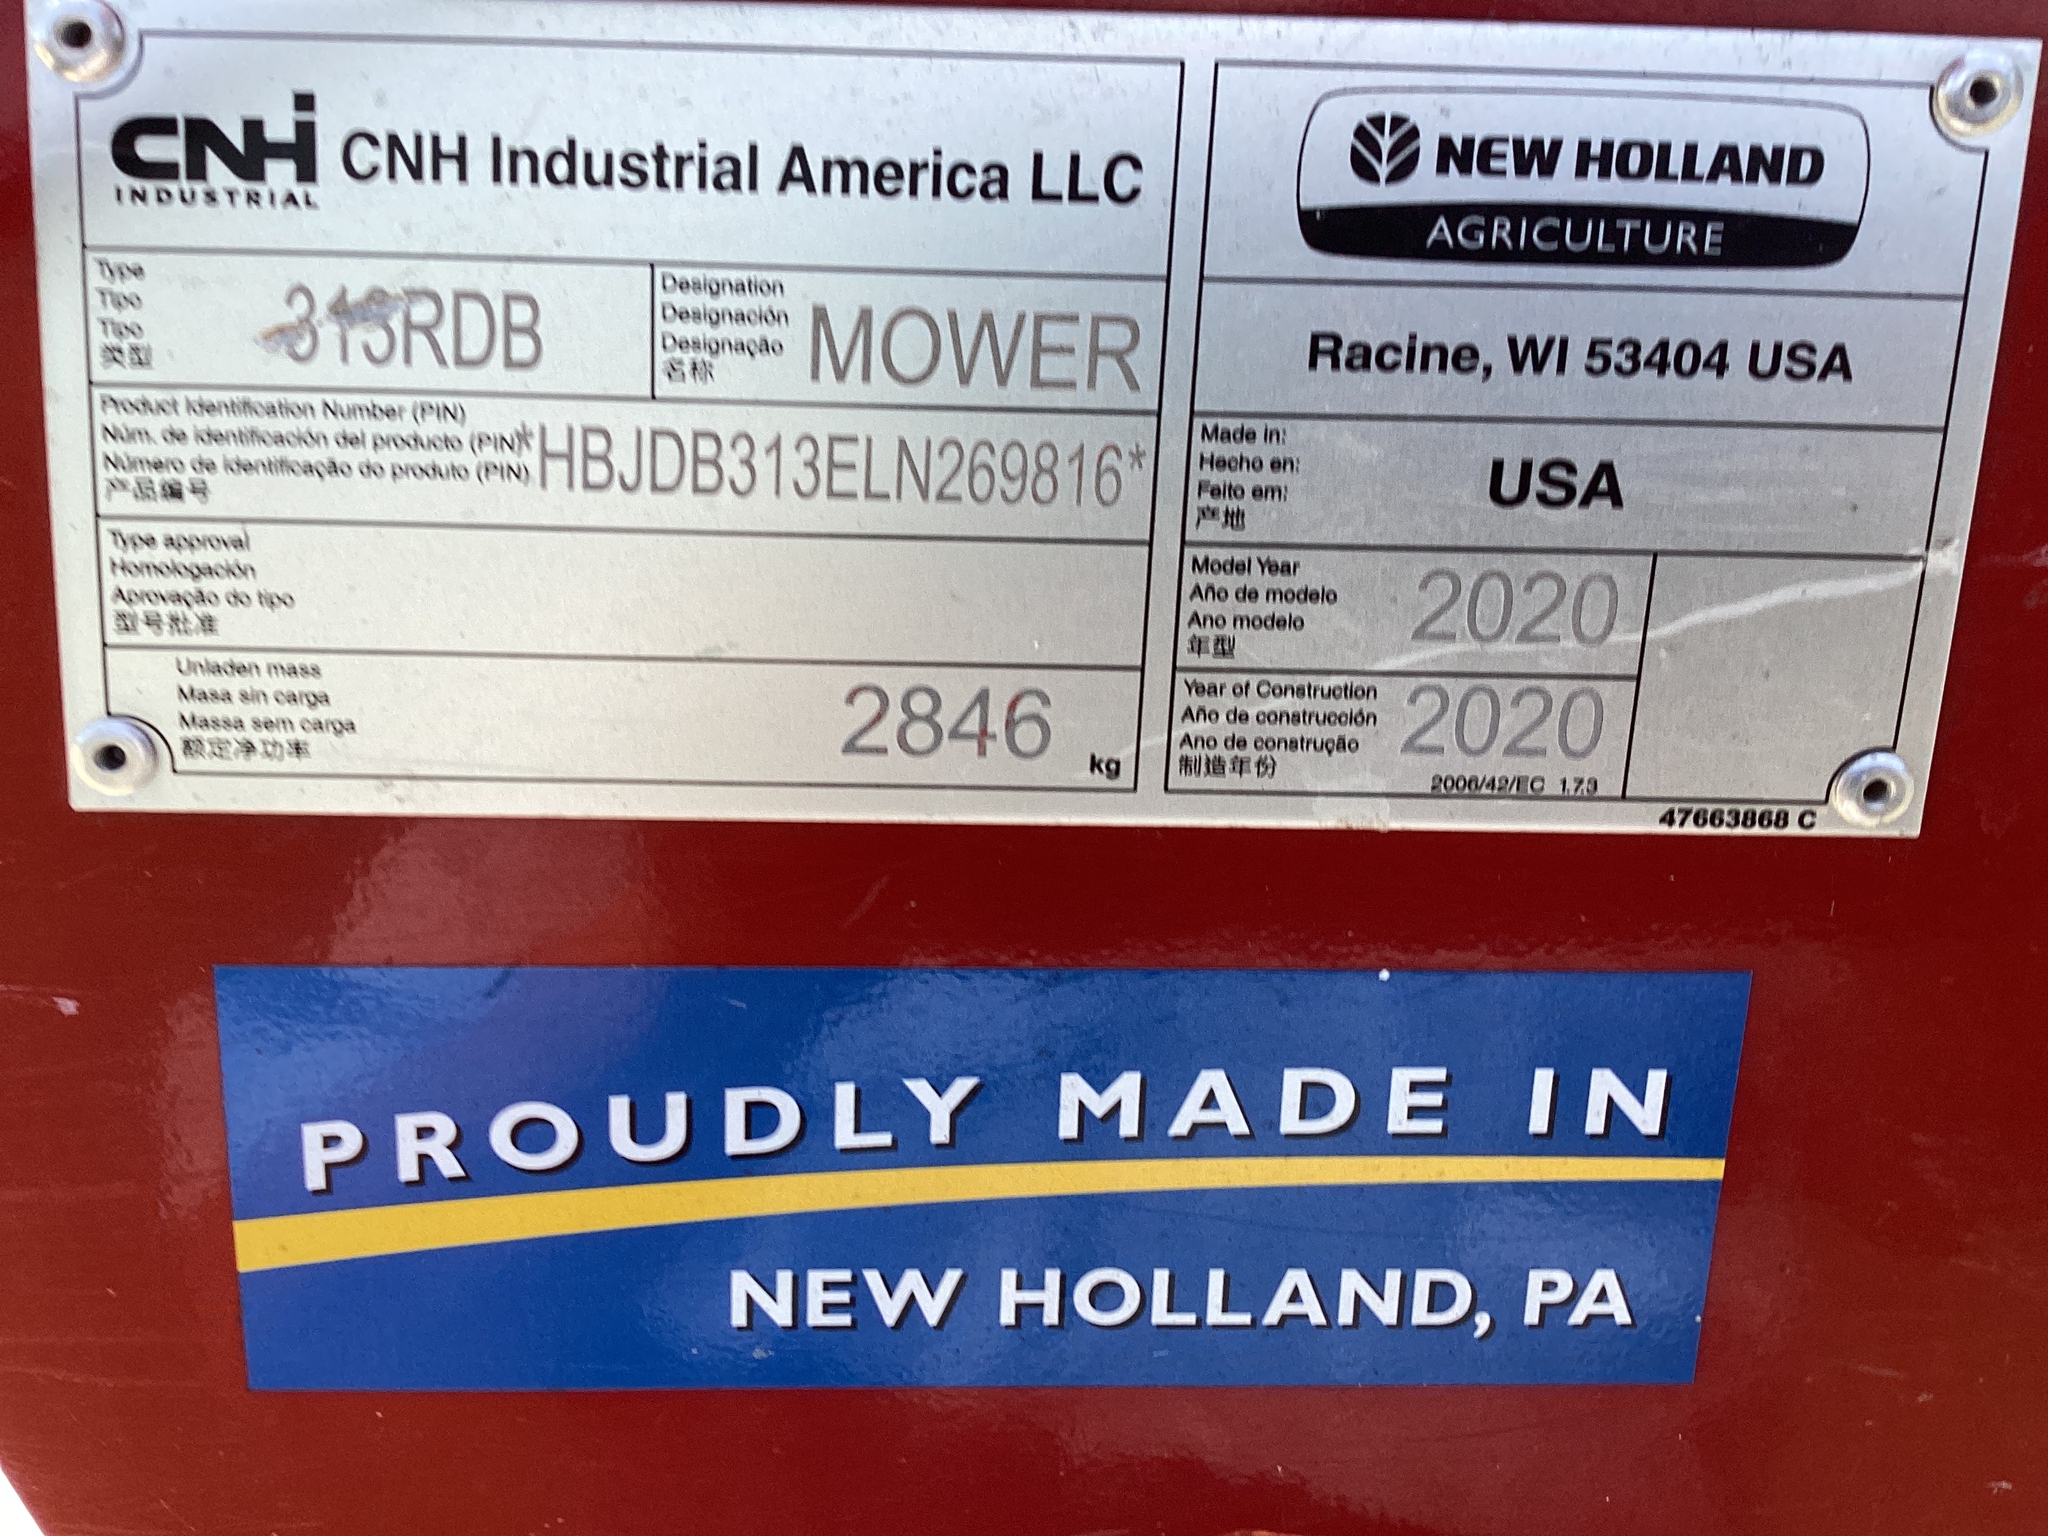 CNH INDUSTRIAL
CNH Industrial America LLC
Type
Tipo
Tipo
类型
313RDB
Designation
Designación
Designação
名称
MOWER
Product Identification Number (PIN)
Núm. de identificación del producto (PIN)
Número de identificação do produto (PIN)
产品编号
*HBJDB313ELN269816*
Type approval
Homologación
Aprovação do tipo
型号批准
Unladen mass
Masa sin carga
Massa sem carga
额定净功率
2846
kg
NEW HOLLAND
AGRICULTURE
Racine, WI 53404 USA
Made in:
Hecho en:
Feito em:
产地
USA
Model Year
Año de modelo
Ano modelo
年型
2020
Year of Construction
Año de construcción
Ano de construção
制造年份
2020
2006/42/EC 1.7.3
47663868 C
PROUDLY MADE IN
NEW HOLLAND, PA